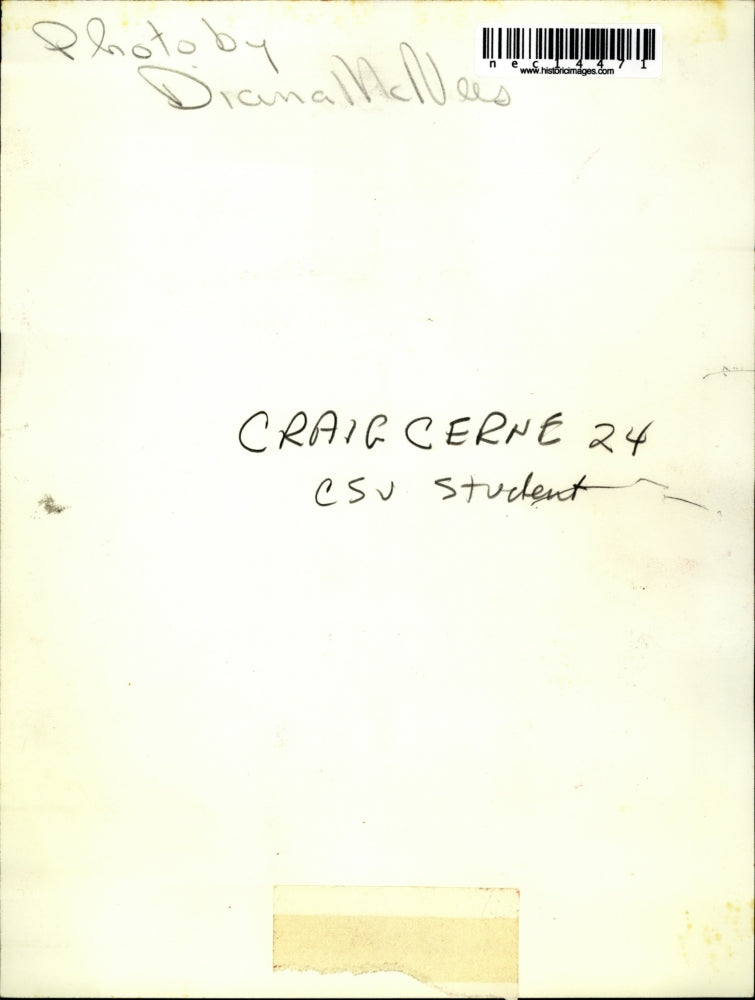 Photo by
Diana McNees
nec14471
www.historicimages.com
CRAIG CERNE 24
CSU Student